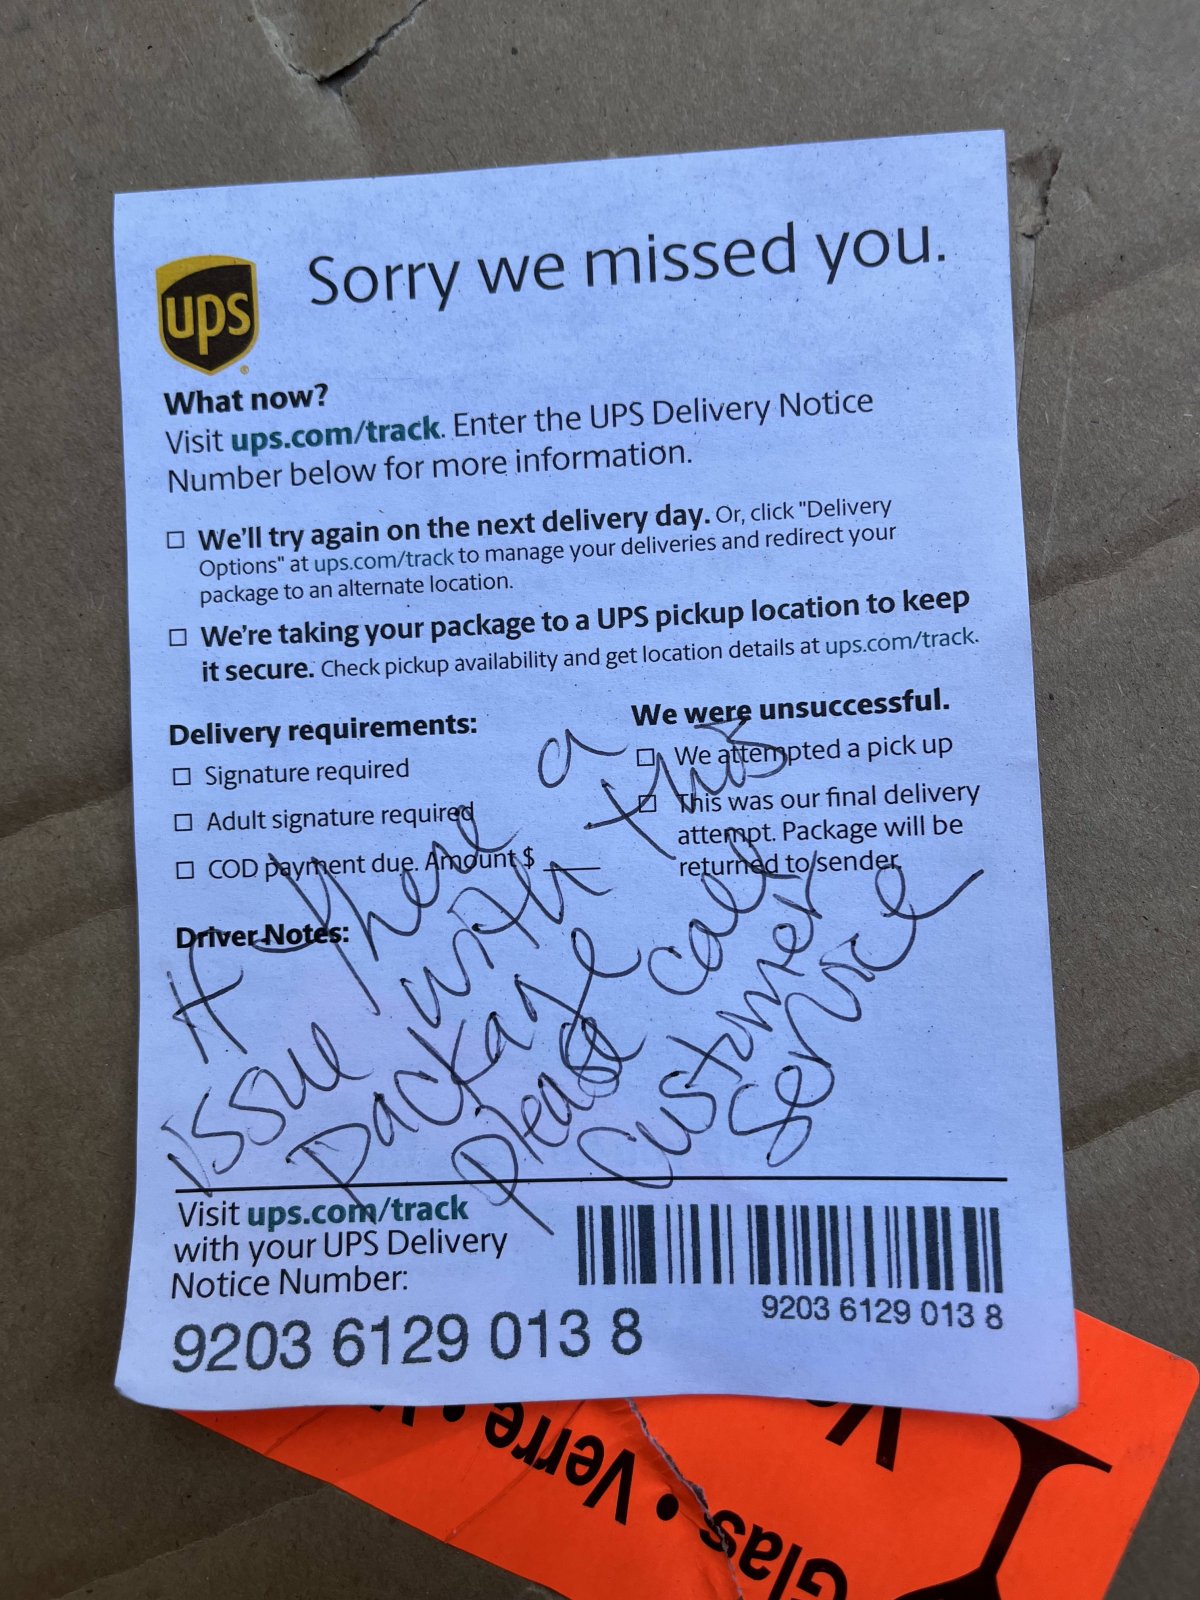 ups
Sorry we missed you.
What now?
Visit ups.com/track. Enter the UPS Delivery Notice
Number below for more information.
We'll try again on the next delivery day. Or, click "Delivery
Options" at ups.com/track to manage your deliveries and redirect your
package to an alternate location.
We're taking your package to a UPS pickup location to keep
it secure. Check pickup availability and get location details at ups.com/track.
Delivery requirements:
Signature required
Adult signature required
COD payment due. Amount $ ____
We were unsuccessful.
We attempted a pick up
This was our final delivery
attempt. Package will be
returned to sender.
Driver Notes:
If there a
issue with this
package
please call
customer
service
Visit ups.com/track
with your UPS Delivery
Notice Number:
9203 6129 013 8
9203 6129 013 8
Glas • Verre •